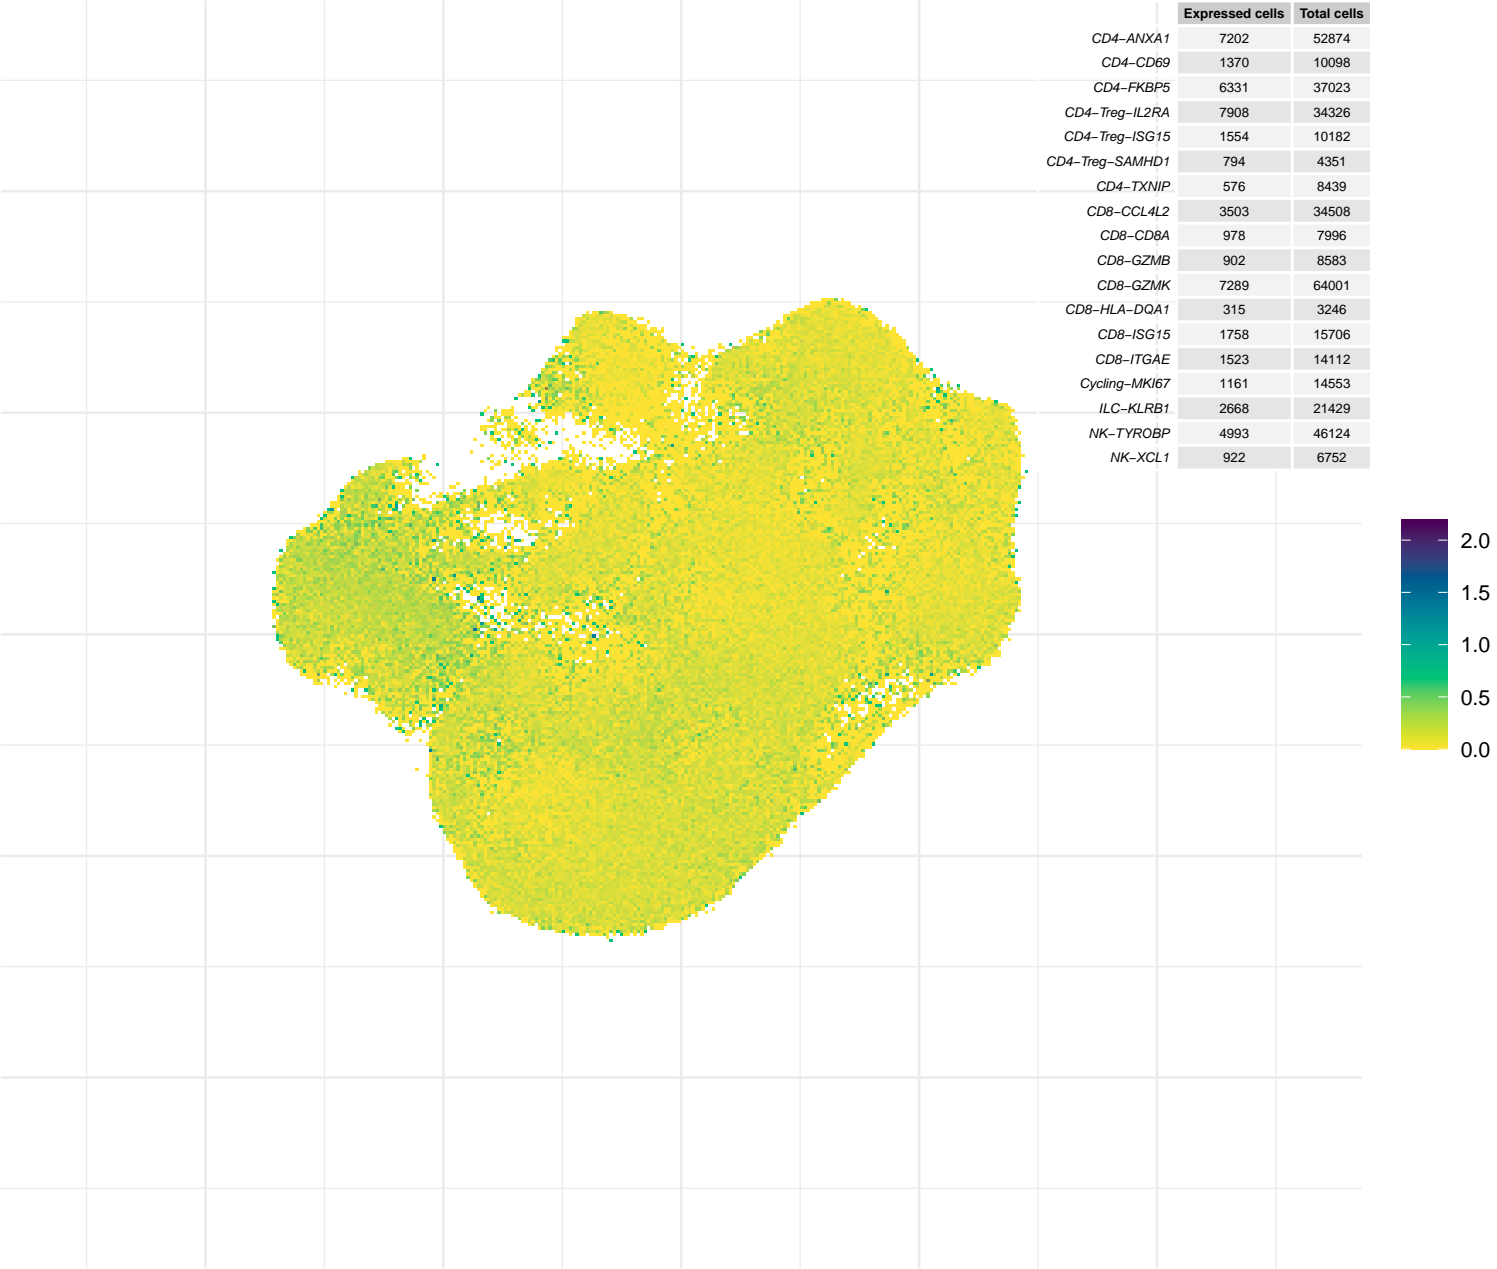 Expressed cells Total cells
CD4−ANXA1 7202 52874
CD4−CD69 1370 10098
CD4−FKBP5 6331 37023
CD4−Treg−IL2RA 7908 34326
CD4−Treg−ISG15 1554 10182
CD4−Treg−SAMHD1 794 4351
CD4−TXNIP 576 8439
CD8−CCL4L2 3503 34508
CD8−CD8A 978 7996
CD8−GZMB 902 8583
CD8−GZMK 7289 64001
CD8−HLA−DQA1 315 3246
CD8−ISG15 1758 15706
CD8−ITGAE 1523 14112
Cycling−MKI67 1161 14553
ILC−KLRB1 2668 21429
NK−TYROBP 4993 46124
NK−XCL1 922 6752
2.0
1.5
1.0
0.5
0.0